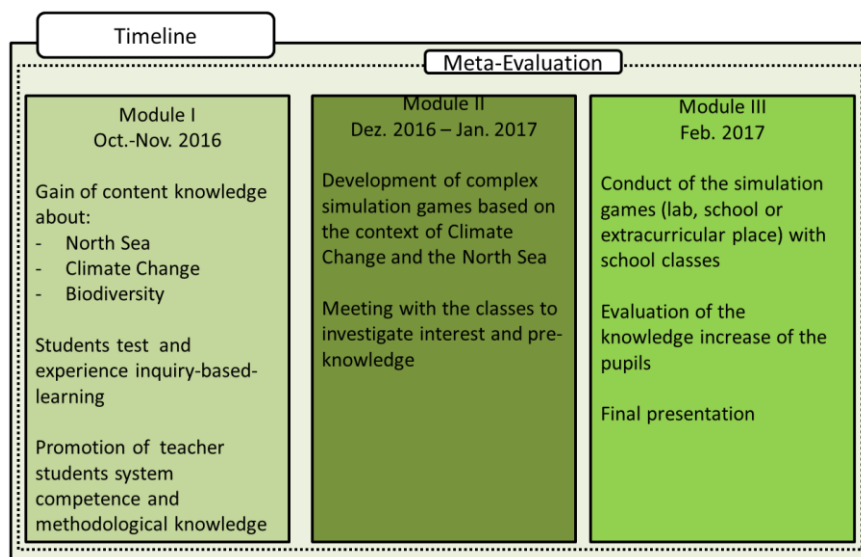 Timeline
Meta-Evaluation
Module I
Oct.-Nov. 2016
Gain of content knowledge
about:
- North Sea
- Climate Change
- Biodiversity
Students test and
experience inquiry-based-
learning
Promotion of teacher
students system
competence and
methodological knowledge
Module II
Dez. 2016 – Jan. 2017
Development of complex
simulation games based on
the context of Climate
Change and the North Sea
Meeting with the classes to
investigate interest and pre-
knowledge
Module III
Feb. 2017
Conduct of the simulation
games (lab, school or
extracurricular place) with
school classes
Evaluation of the
knowledge increase of the
pupils
Final presentation